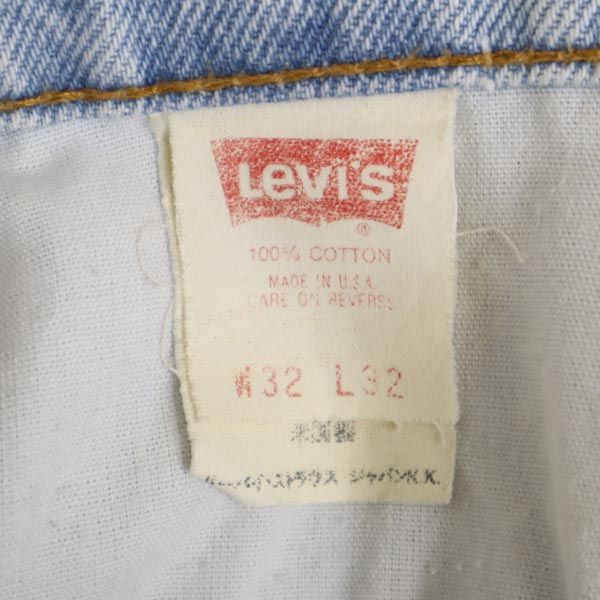 Levi's
®
100% COTTON
MADE IN U.S.A.
CARE ON REVERSE
W32 L32
米国製
リーバイ・ストラウス ジャパンK.K.